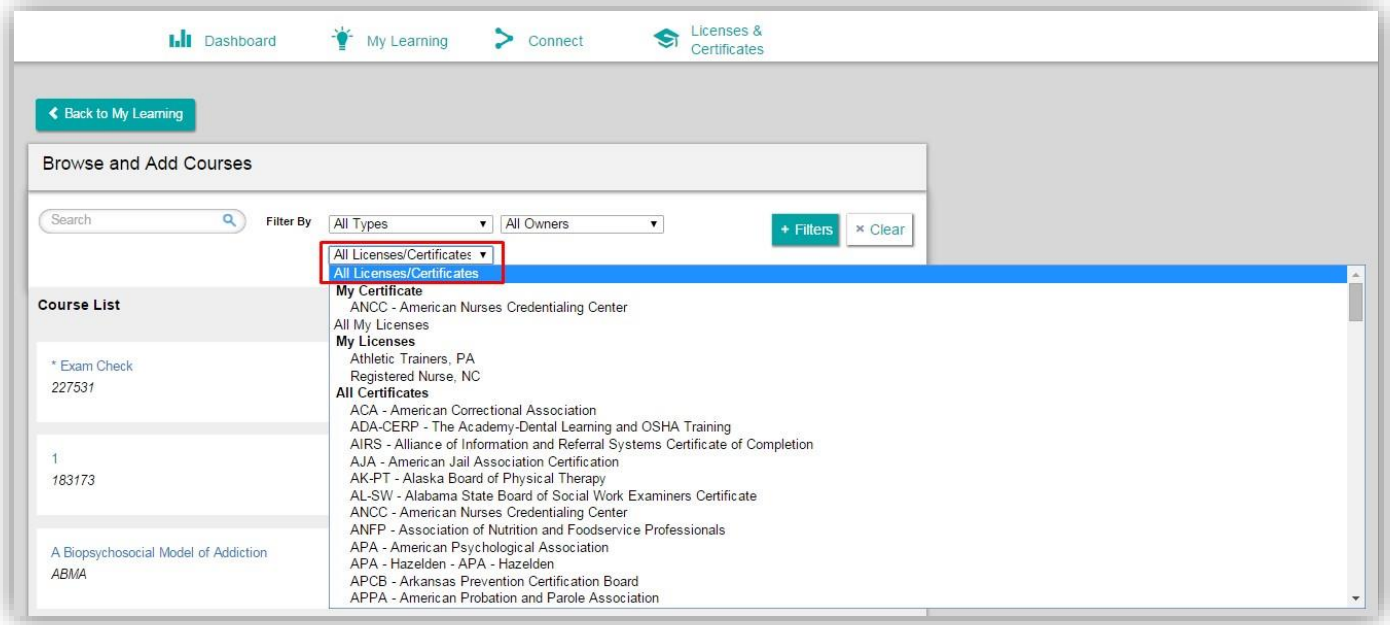 Dashboard
My Learning
Connect
Licenses &
Certificates
Back to My Learning
Browse and Add Courses
Search
Filter By
All Types
All Owners
+ Filters
× Clear
All Licenses/Certificates
All Licenses/Certificates
My Certificate
ANCC - American Nurses Credentialing Center
All My Licenses
My Licenses
Athletic Trainers, PA
Registered Nurse, NC
All Certificates
ACA - American Correctional Association
ADA-CERP - The Academy-Dental Learning and OSHA Training
AIRS - Alliance of Information and Referral Systems Certificate of Completion
AJA - American Jail Association Certification
AK-PT - Alaska Board of Physical Therapy
AL-SW - Alabama State Board of Social Work Examiners Certificate
ANCC - American Nurses Credentialing Center
ANFP - Association of Nutrition and Foodservice Professionals
APA - American Psychological Association
APA - Hazelden - APA - Hazelden
APCB - Arkansas Prevention Certification Board
APPA - American Probation and Parole Association
Course List
* Exam Check
227531
1
183173
A Biopsychosocial Model of Addiction
ABMA